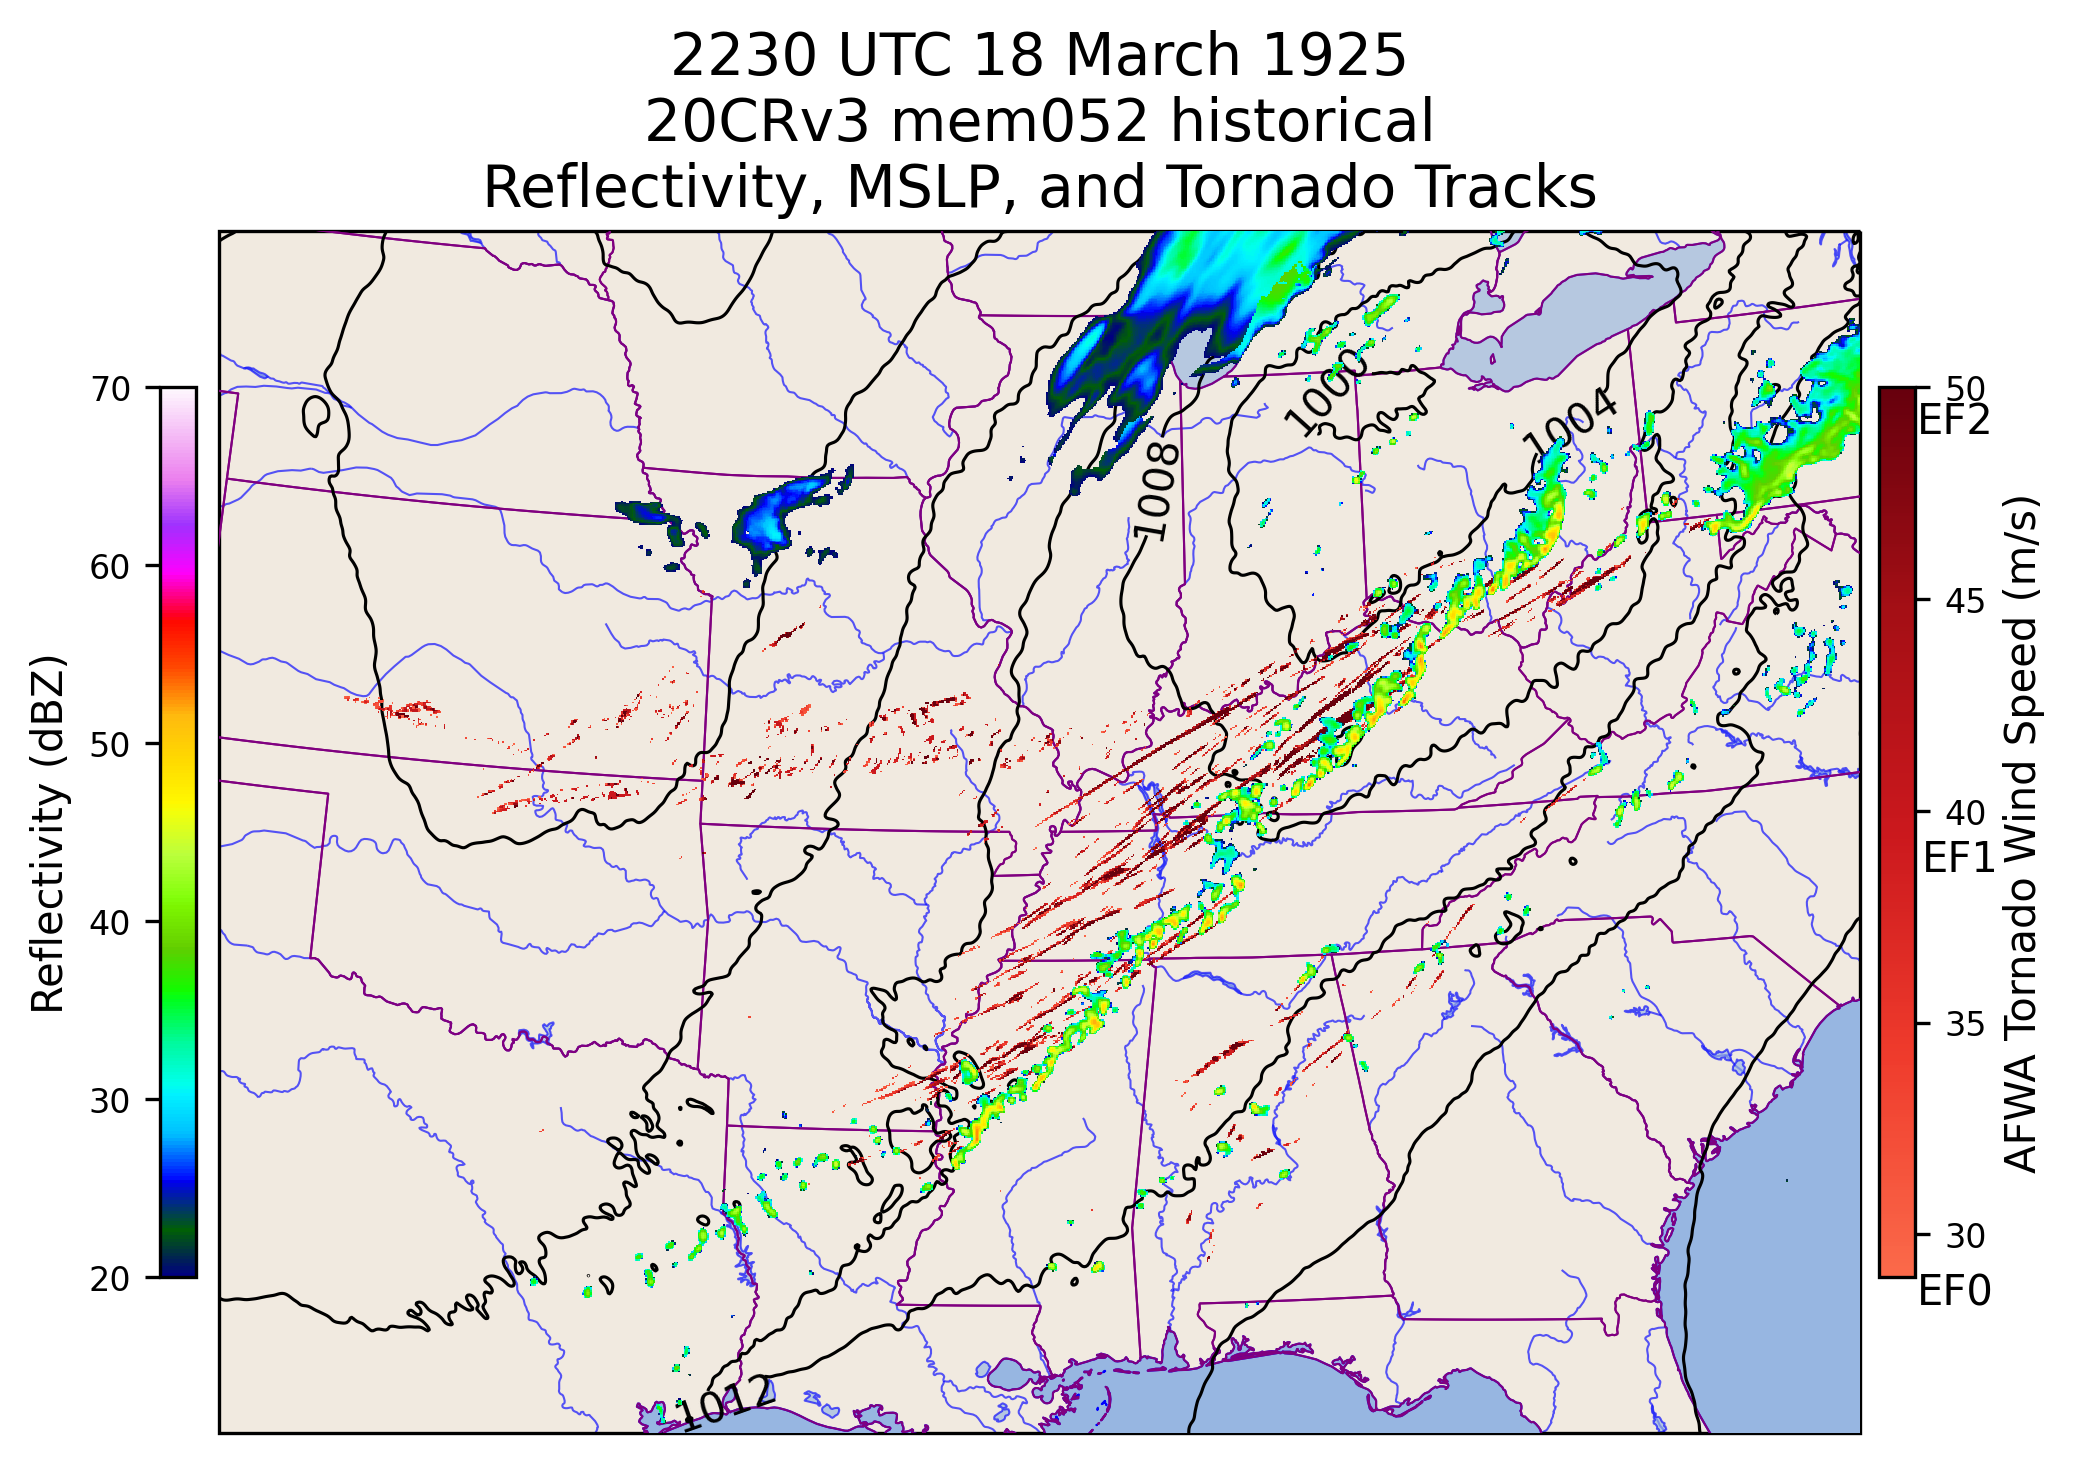 2230 UTC 18 March 1925
20CRv3 mem052 historical
Reflectivity, MSLP, and Tornado Tracks
Reflectivity (dBZ)
70
60
50
40
30
20
1000
1004
1008
1012
50
EF2
45
40
EF1
35
30
EF0
AFWA Tornado Wind Speed (m/s)